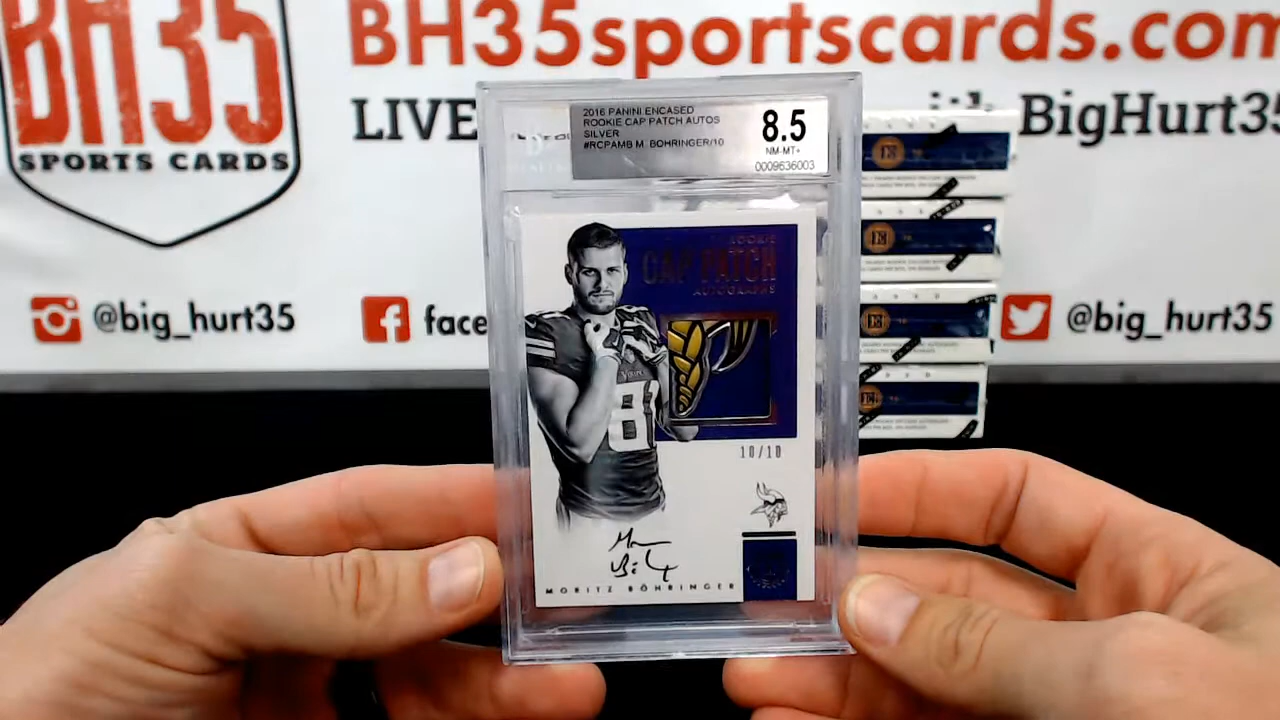 BH35
SPORTS CARDS
BH35sportscards.com
LIVE
BigHurt35
@big_hurt35
face
@big_hurt35
2016 PANINI ENCASED
ROOKIE CAP PATCH AUTOS
SILVER
#RCPAMB M. BOHRINGER/10
8.5
NM-MT+
0009636003
ROOKIE
CAP PATCH
AUTOGRAPHS
81
10/10
MORITZ BÖHRINGER